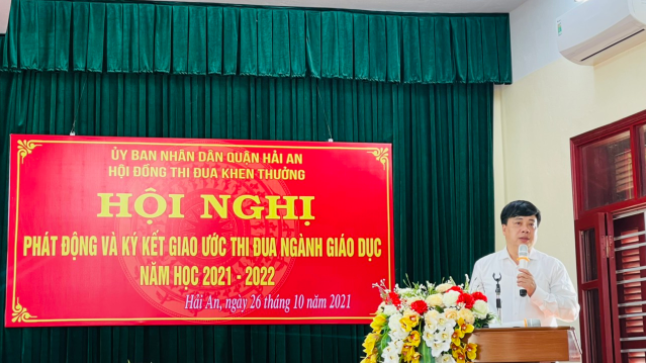 ỦY BAN NHÂN DÂN QUẬN HẢI AN
HỘI ĐỒNG THI ĐUA KHEN THƯỞNG
HỘI NGHỊ
PHÁT ĐỘNG VÀ KÝ KẾT GIAO ƯỚC THI ĐUA NGÀNH GIÁO DỤC
NĂM HỌC 2021 - 2022
Hải An, ngày 26 tháng 10 năm 2021